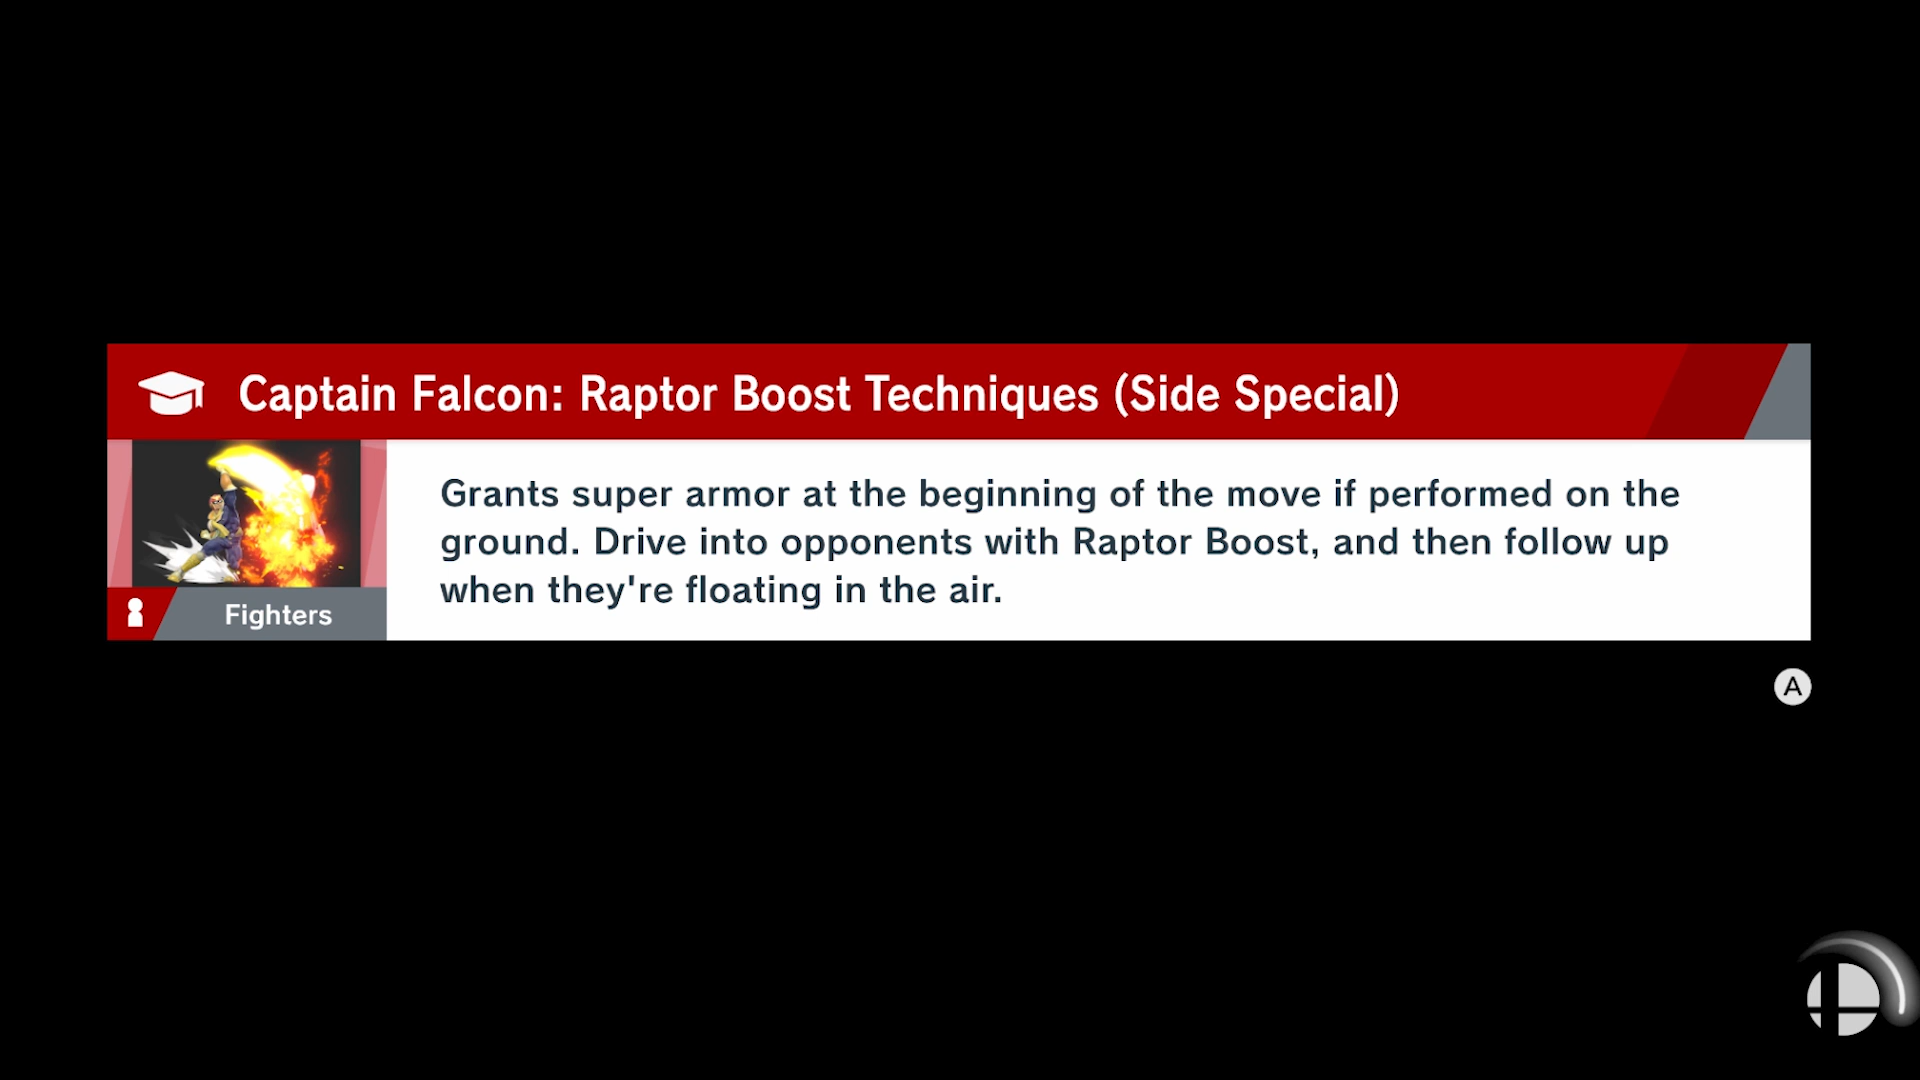 Captain Falcon: Raptor Boost Techniques (Side Special)
Grants super armor at the beginning of the move if performed on the
ground. Drive into opponents with Raptor Boost, and then follow up
when they're floating in the air.
Fighters
A